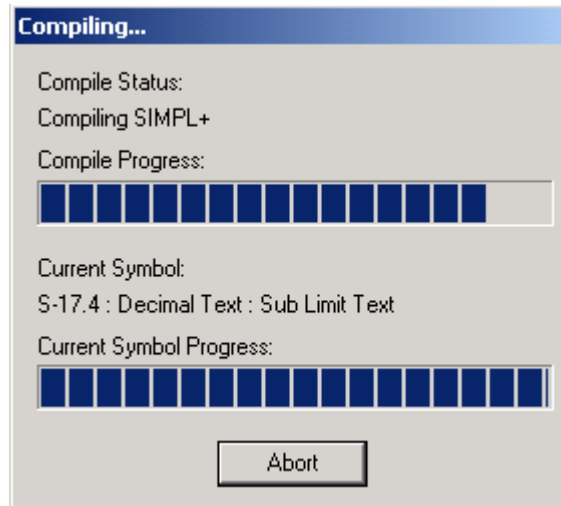 Compiling...
Compile Status:
Compiling SIMPL+
Compile Progress:
Current Symbol:
S-17.4 : Decimal Text : Sub Limit Text
Current Symbol Progress:
Abort